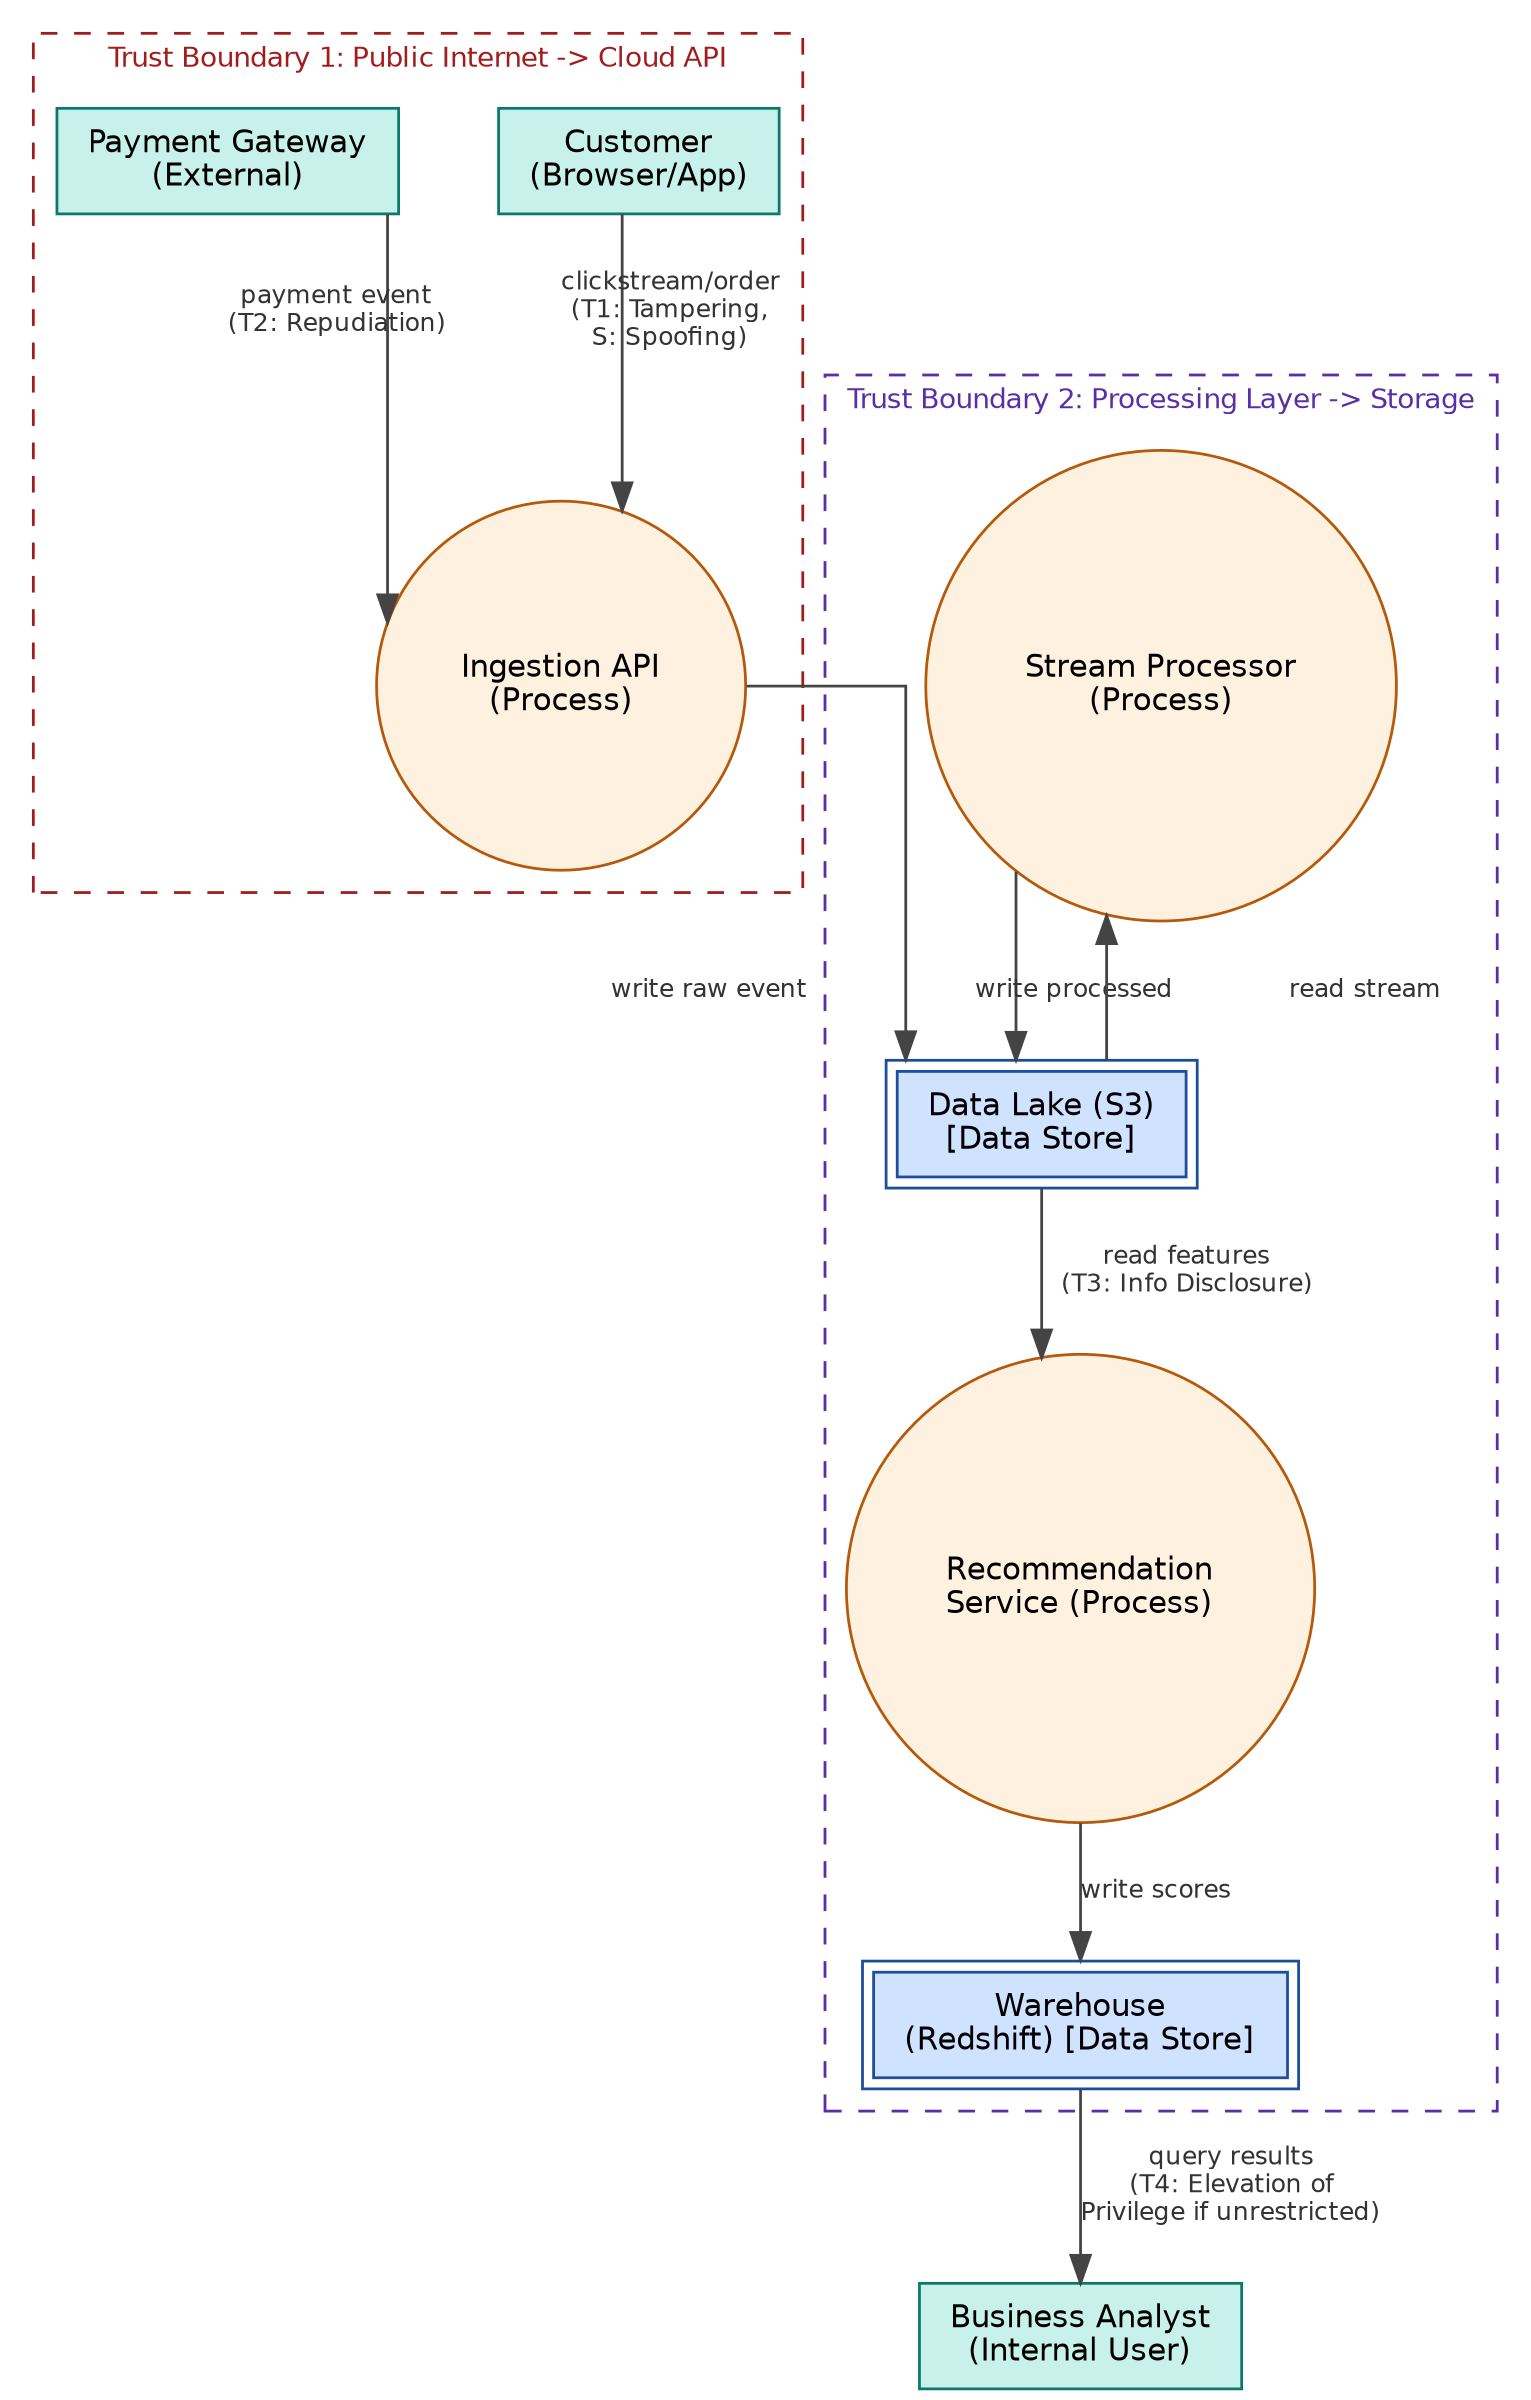 Trust Boundary 1: Public Internet -> Cloud API
Payment Gateway
(External)
Customer
(Browser/App)
payment event
(T2: Repudiation)
clickstream/order
(T1: Tampering,
S: Spoofing)
Trust Boundary 2: Processing Layer -> Storage
Ingestion API
(Process)
Stream Processor
(Process)
write raw event
write processed
read stream
Data Lake (S3)
[Data Store]
read features
(T3: Info Disclosure)
Recommendation
Service (Process)
write scores
Warehouse
(Redshift) [Data Store]
query results
(T4: Elevation of
Privilege if unrestricted)
Business Analyst
(Internal User)